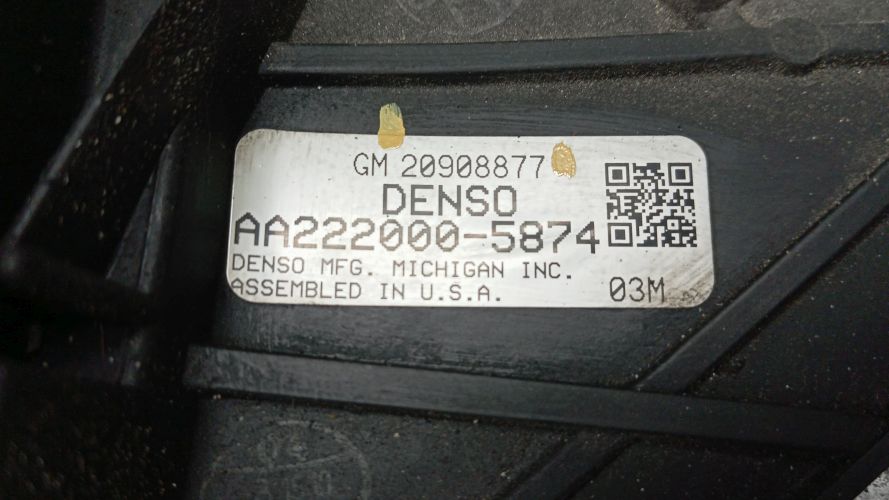 GM 20908877
DENSO
AA222000-5874
DENSO MFG. MICHIGAN INC.
ASSEMBLED IN U.S.A.
03M